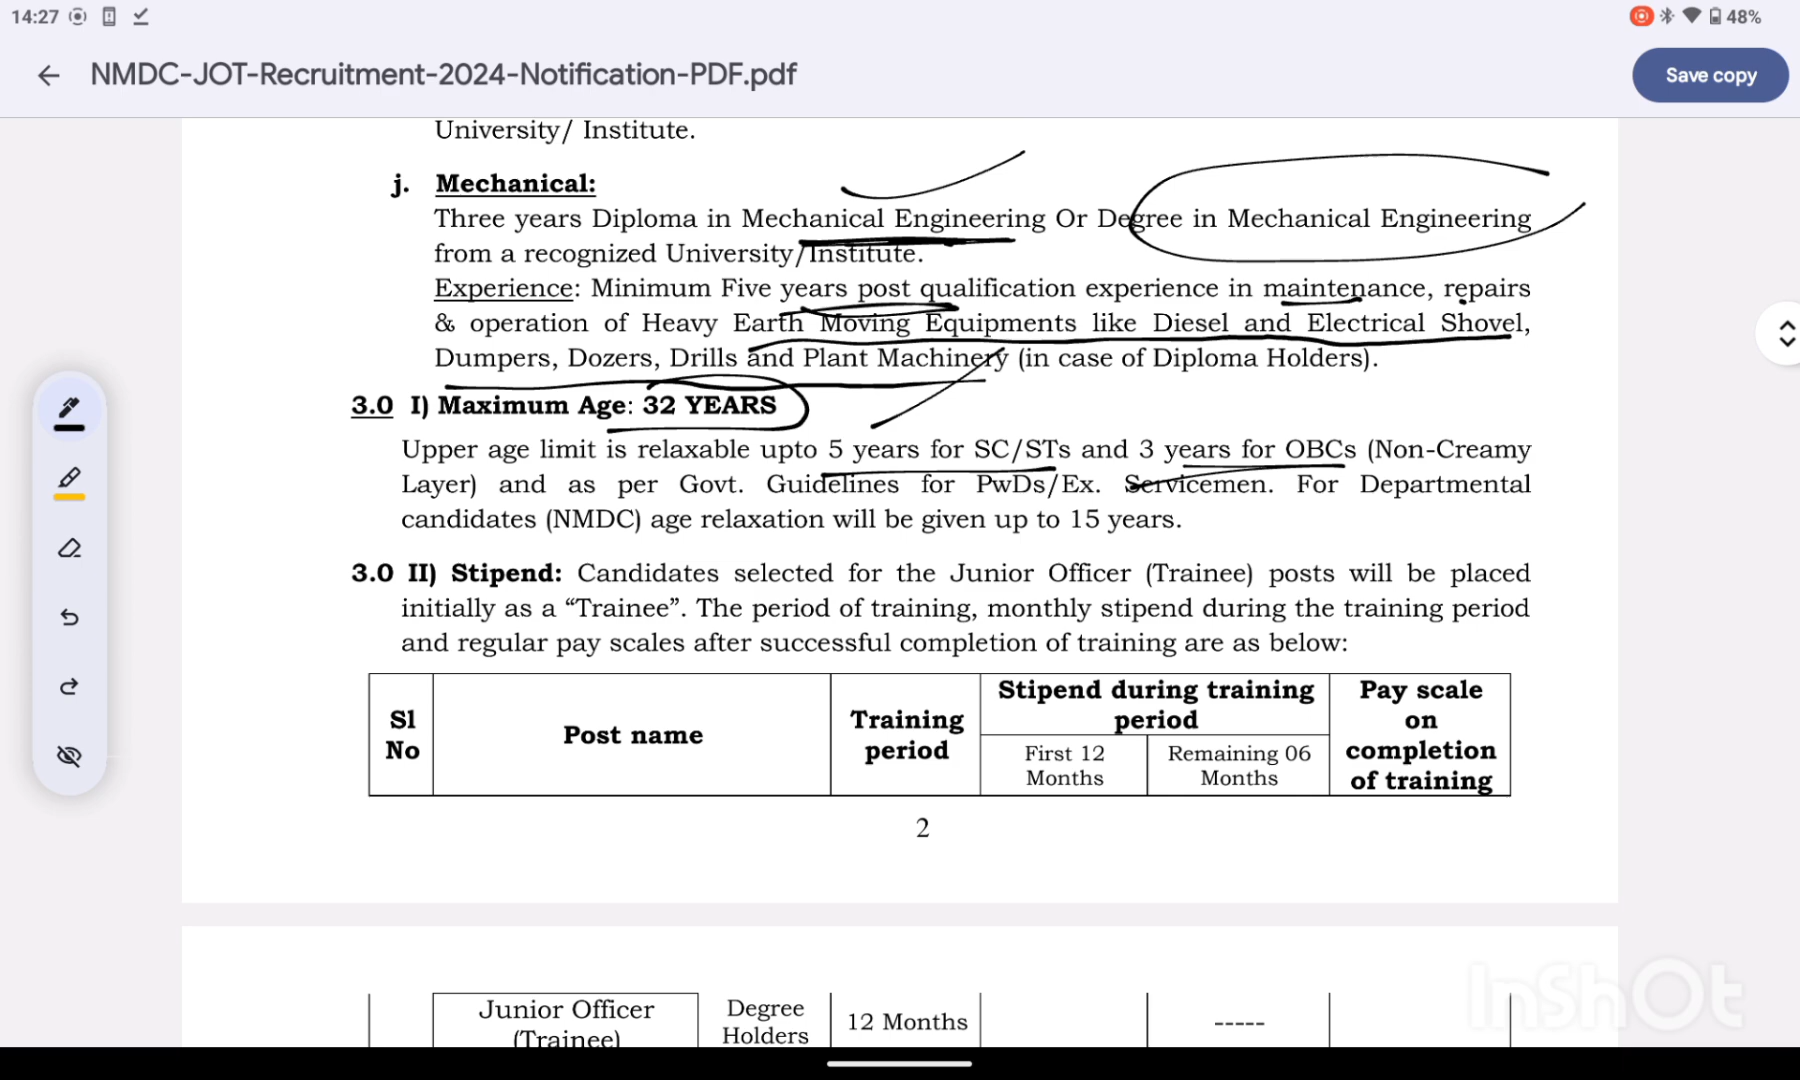 14:27
48%
NMDC-JOT-Recruitment-2024-Notification-PDF.pdf
Save copy
University/ Institute.
j. Mechanical:
Three years Diploma in Mechanical Engineering Or Degree in Mechanical Engineering
from a recognized University/Institute.
Experience: Minimum Five years post qualification experience in maintenance, repairs
& operation of Heavy Earth Moving Equipments like Diesel and Electrical Shovel,
Dumpers, Dozers, Drills and Plant Machinery (in case of Diploma Holders).
3.0 I) Maximum Age: 32 YEARS
Upper age limit is relaxable upto 5 years for SC/STs and 3 years for OBCs (Non-Creamy
Layer) and as per Govt. Guidelines for PwDs/Ex. Servicemen. For Departmental
candidates (NMDC) age relaxation will be given up to 15 years.
3.0 II) Stipend: Candidates selected for the Junior Officer (Trainee) posts will be placed
initially as a “Trainee”. The period of training, monthly stipend during the training period
and regular pay scales after successful completion of training are as below:
Sl
No
Post name
Training
period
Stipend during training
period
First 12
Months
Remaining 06
Months
Pay scale
on
completion
of training
2
Junior Officer
(Trainee)
Degree
Holders
12 Months
-----
InShOt